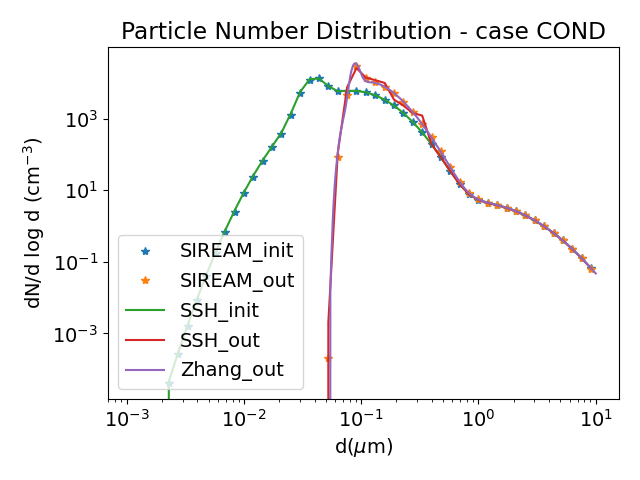 Particle Number Distribution - case COND
dN/d log d (cm⁻³)
10³
10¹
10⁻¹
10⁻³
SIREAM_init
SIREAM_out
SSH_init
SSH_out
Zhang_out
10⁻³ 10⁻² 10⁻¹ 10⁰ 10¹
d(μm)